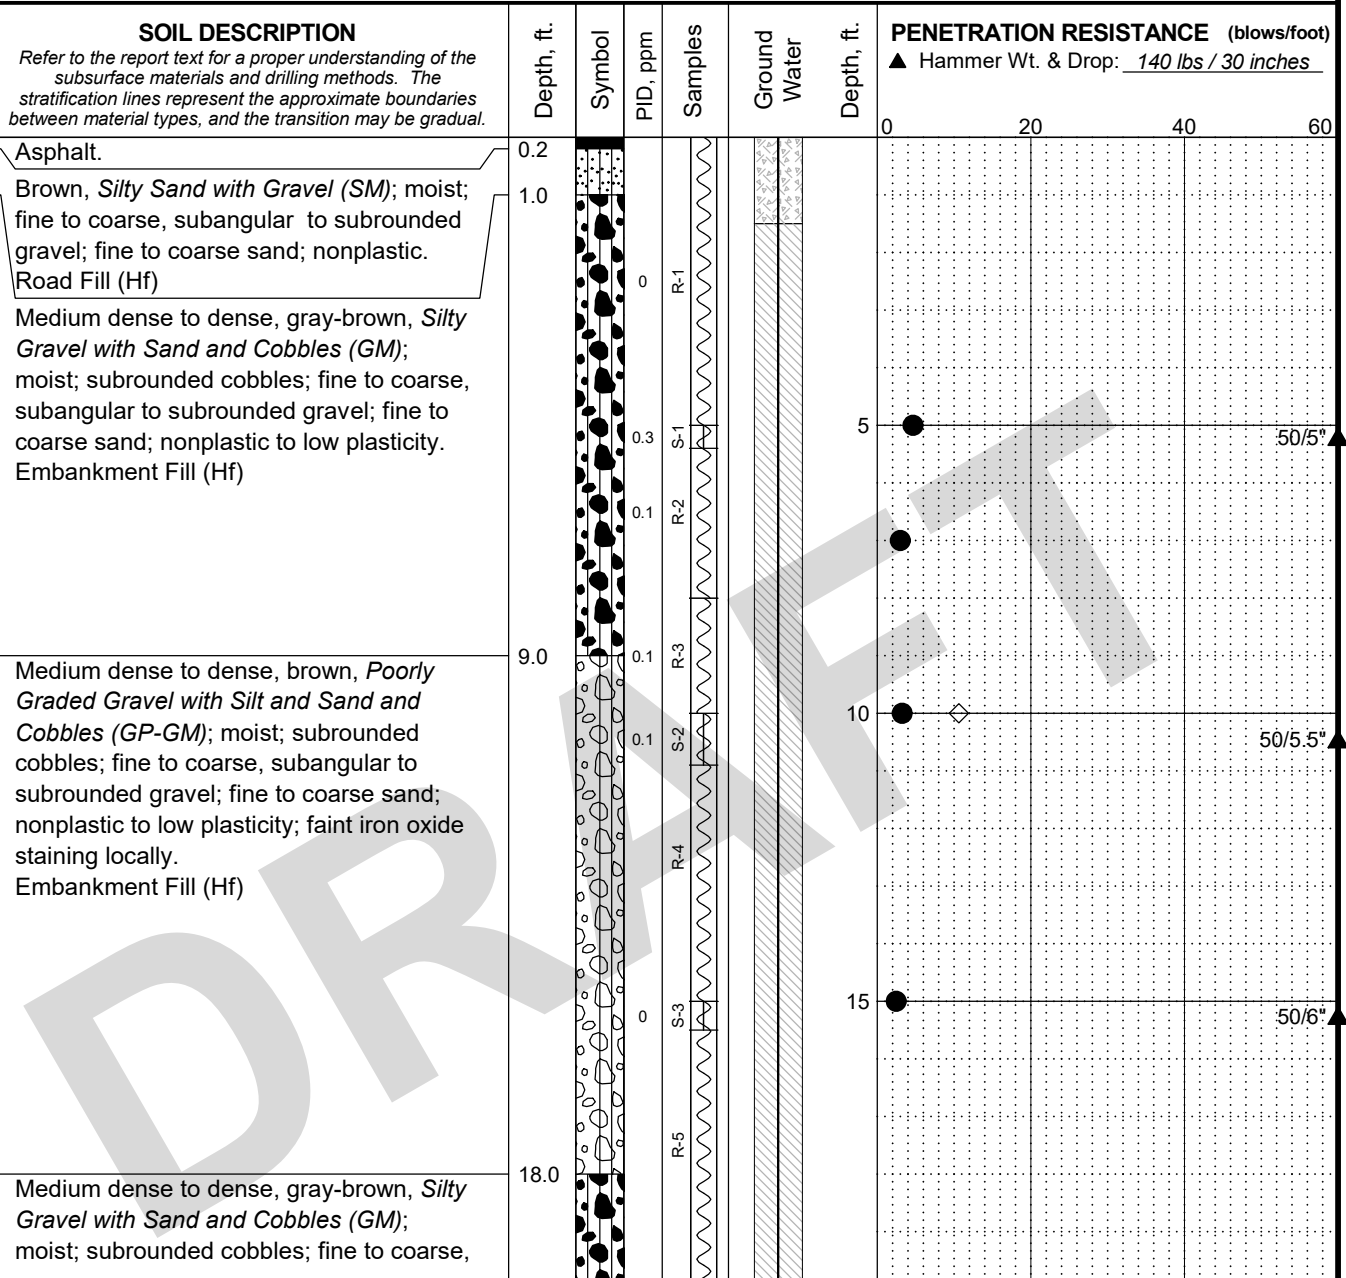 SOIL DESCRIPTION
Refer to the report text for a proper understanding of the
subsurface materials and drilling methods. The
stratification lines represent the approximate boundaries
between material types, and the transition may be gradual.
Depth, ft.
Symbol
PID, ppm
Samples
Ground
Water
Depth, ft.
PENETRATION RESISTANCE (blows/foot)
▲ Hammer Wt. & Drop: 140 lbs / 30 inches
0 20 40 60
Asphalt.
0.2
Brown, Silty Sand with Gravel (SM); moist;
fine to coarse, subangular to subrounded
gravel; fine to coarse sand; nonplastic.
Road Fill (Hf)
1.0
0
R-1
Medium dense to dense, gray-brown, Silty
Gravel with Sand and Cobbles (GM);
moist; subrounded cobbles; fine to coarse,
subangular to subrounded gravel; fine to
coarse sand; nonplastic to low plasticity.
Embankment Fill (Hf)
0.3
S-1
5
50/5"
0.1
R-2
9.0
0.1
R-3
Medium dense to dense, brown, Poorly
Graded Gravel with Silt and Sand and
Cobbles (GP-GM); moist; subrounded
cobbles; fine to coarse, subangular to
subrounded gravel; fine to coarse sand;
nonplastic to low plasticity; faint iron oxide
staining locally.
Embankment Fill (Hf)
0.1
S-2
10
50/5.5"
R-4
0
S-3
15
50/6"
R-5
18.0
Medium dense to dense, gray-brown, Silty
Gravel with Sand and Cobbles (GM);
moist; subrounded cobbles; fine to coarse,
DRAFT